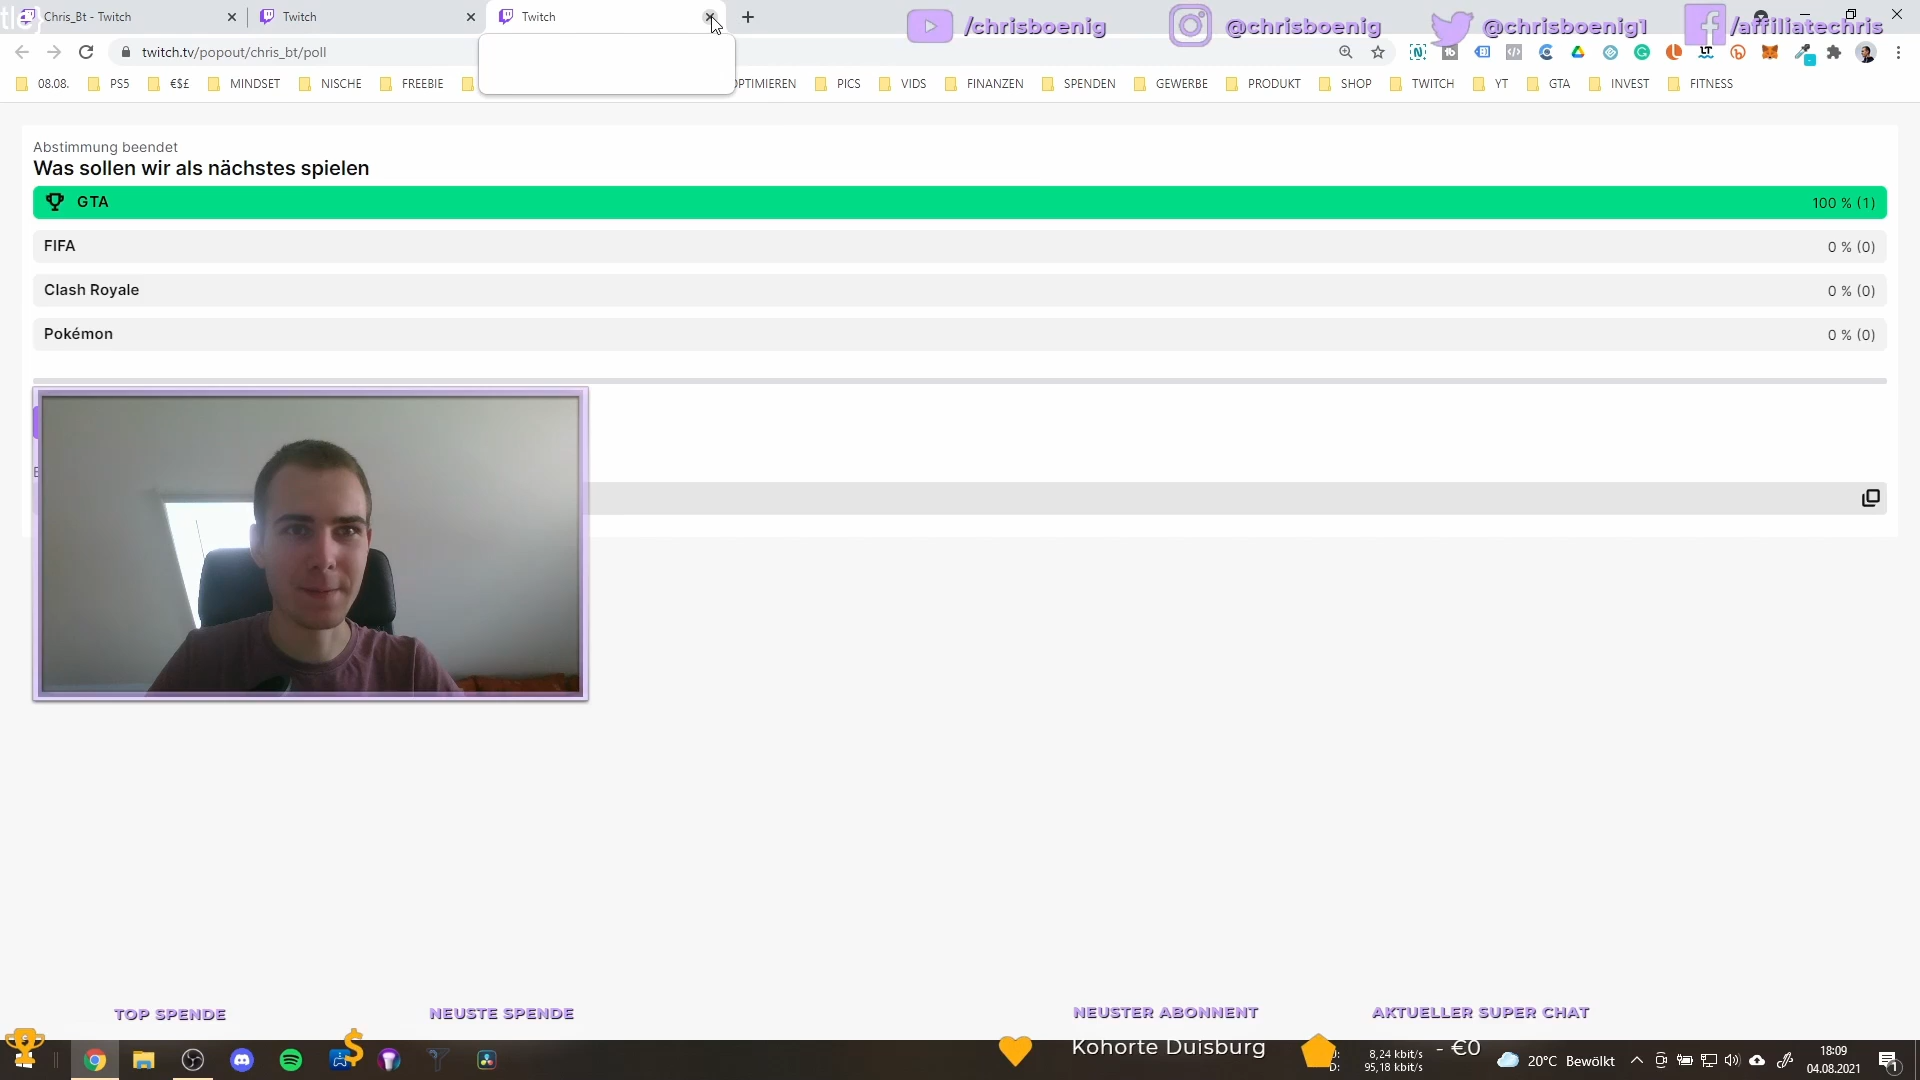 tle}
Chris_Bt - Twitch
Twitch
Twitch
/chrisboenig
@chrisboenig
@chrisboenig1
/affiliatechris
twitch.tv/popout/chris_bt/poll
08.08.
PS5
€$£
MINDSET
NISCHE
FREEBIE
OPTIMIEREN
PICS
VIDS
FINANZEN
SPENDEN
GEWERBE
PRODUKT
SHOP
TWITCH
YT
GTA
INVEST
FITNESS
Abstimmung beendet
Was sollen wir als nächstes spielen
GTA 100 % (1)
FIFA 0 % (0)
Clash Royale 0 % (0)
Pokémon 0 % (0)
TOP SPENDE
NEUSTE SPENDE
NEUSTER ABONNENT
AKTUELLER SUPER CHAT
Kohorte Duisburg
- €0
8,24 kbit/s
D: 95,18 kbit/s
20°C Bewölkt
18:09
04.08.2021
1